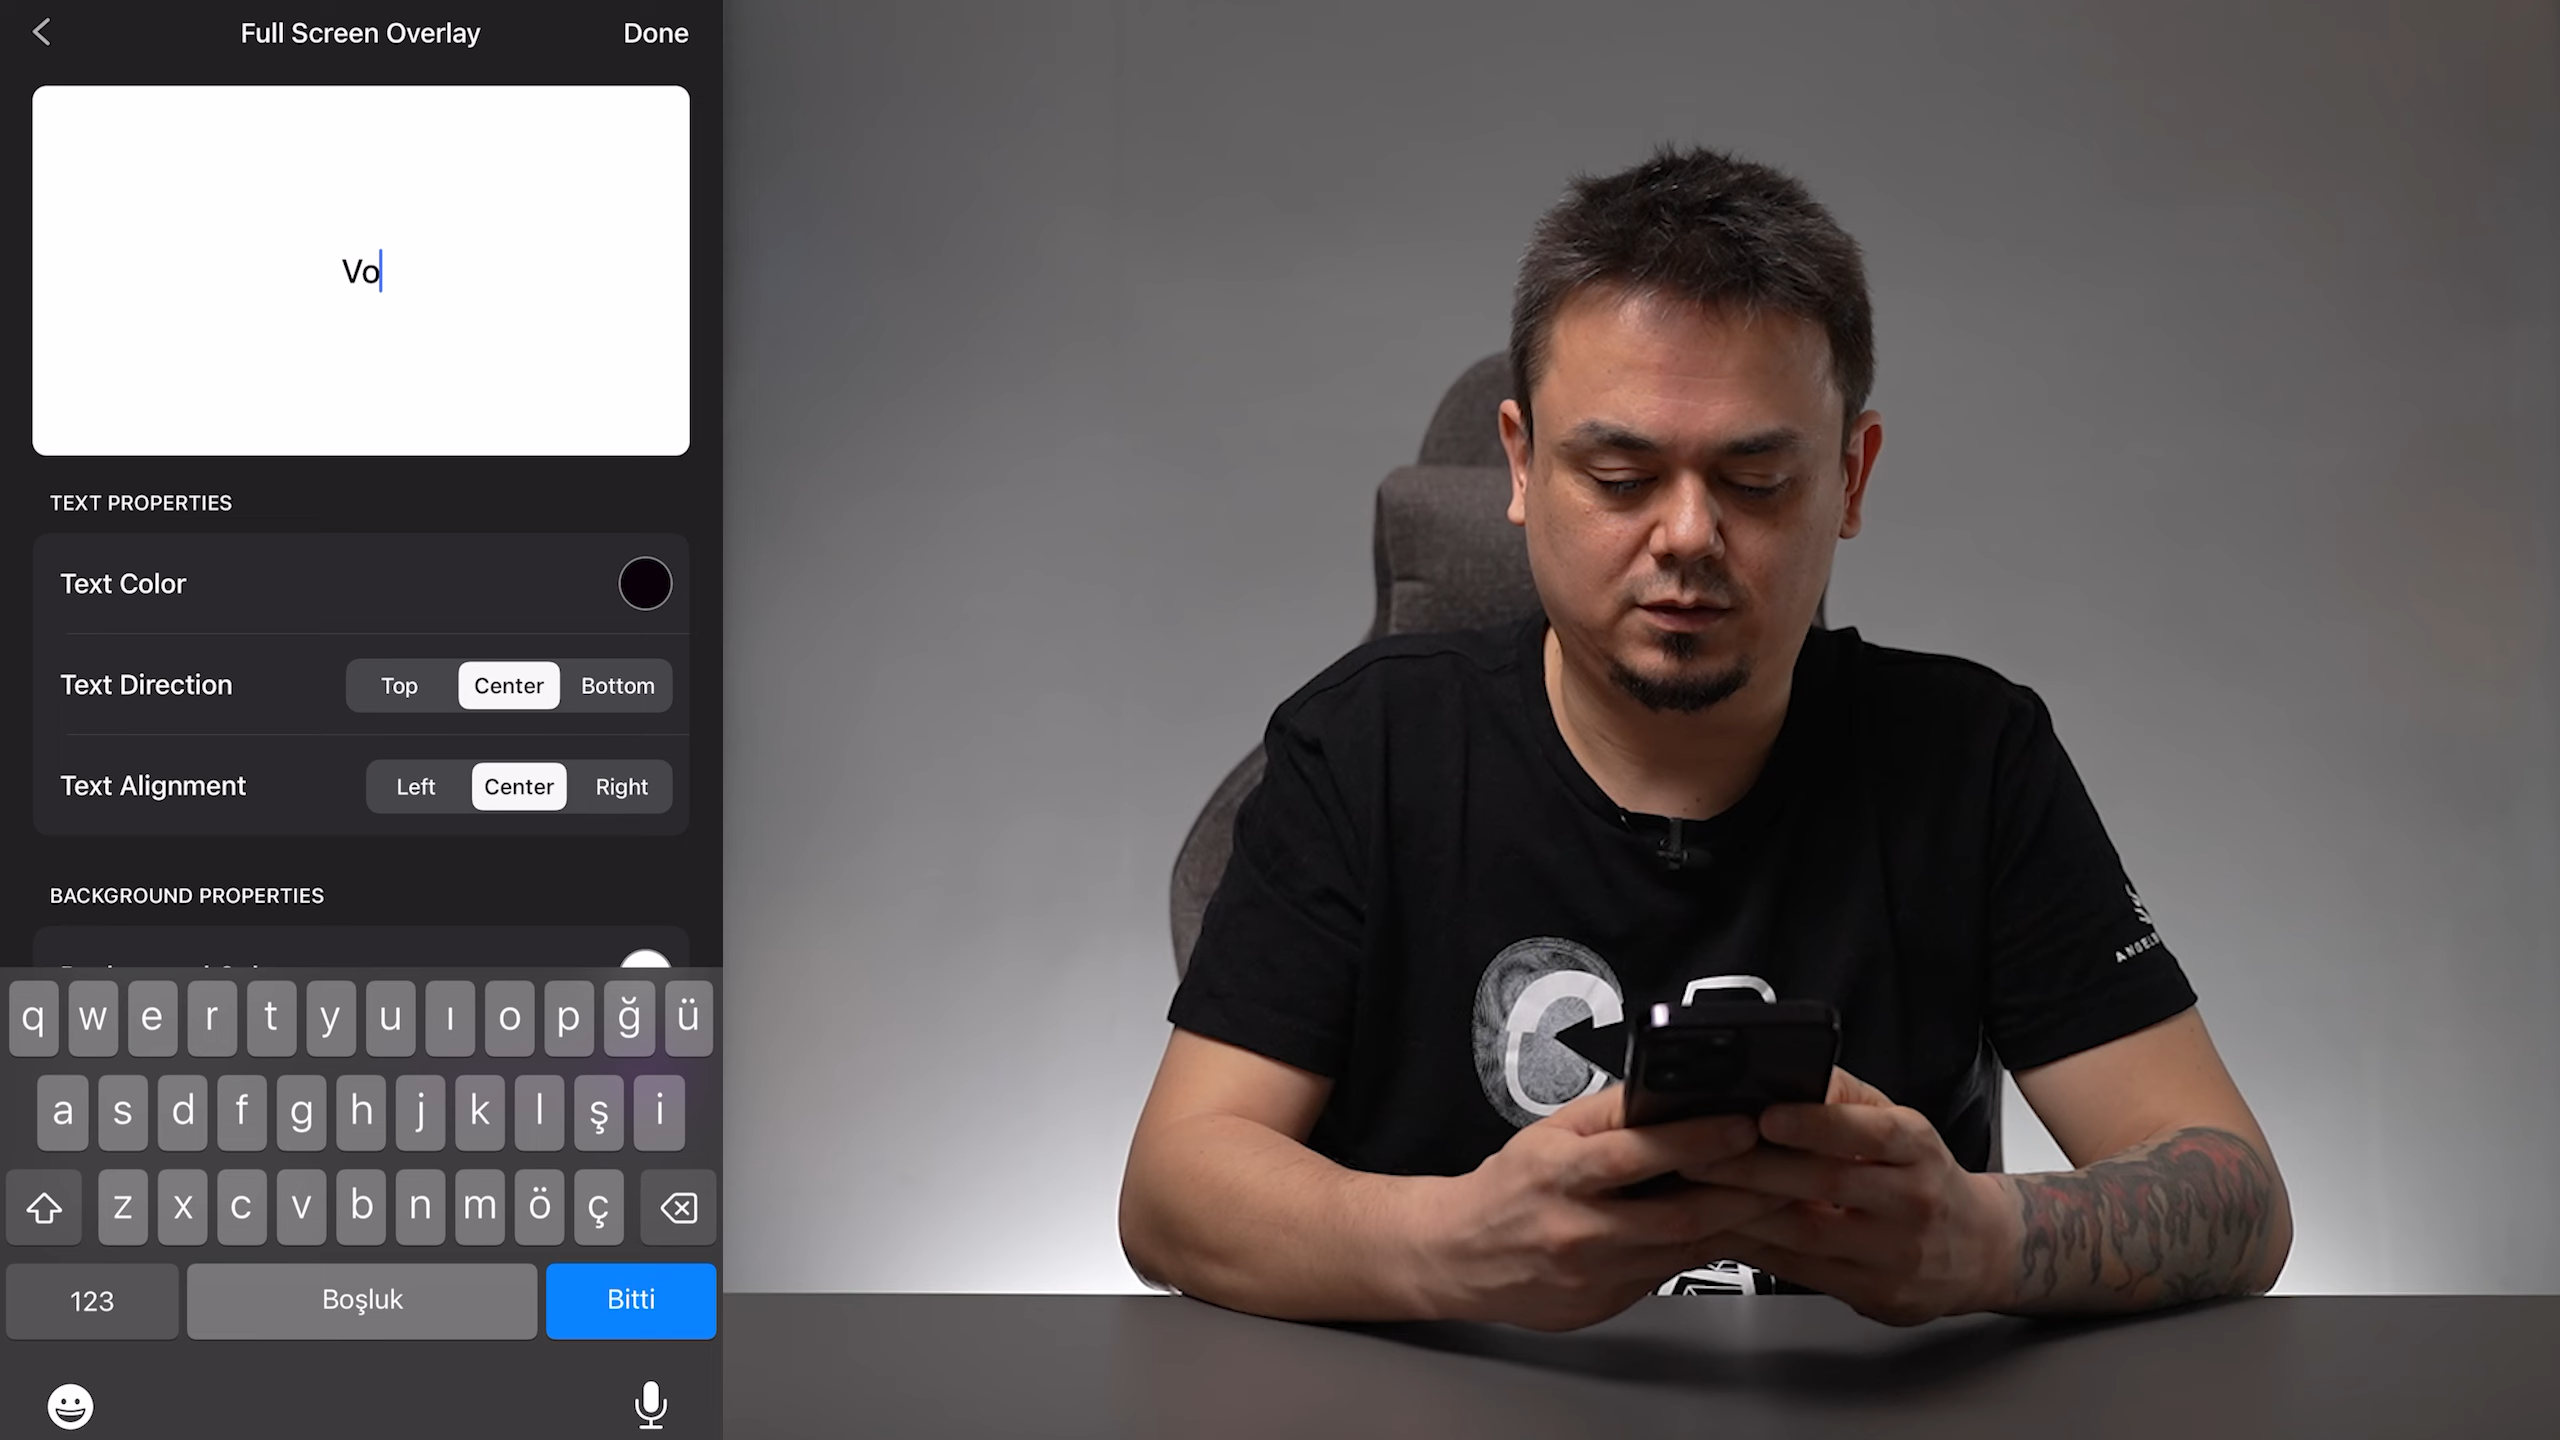 Full Screen Overlay
Done
Vo
TEXT PROPERTIES
Text Color
Text Direction
Top
Center
Bottom
Text Alignment
Left
Center
Right
BACKGROUND PROPERTIES
q w e r t y u ı o p ğ ü
a s d f g h j k l ş i
z x c v b n m ö ç
123
Boşluk
Bitti